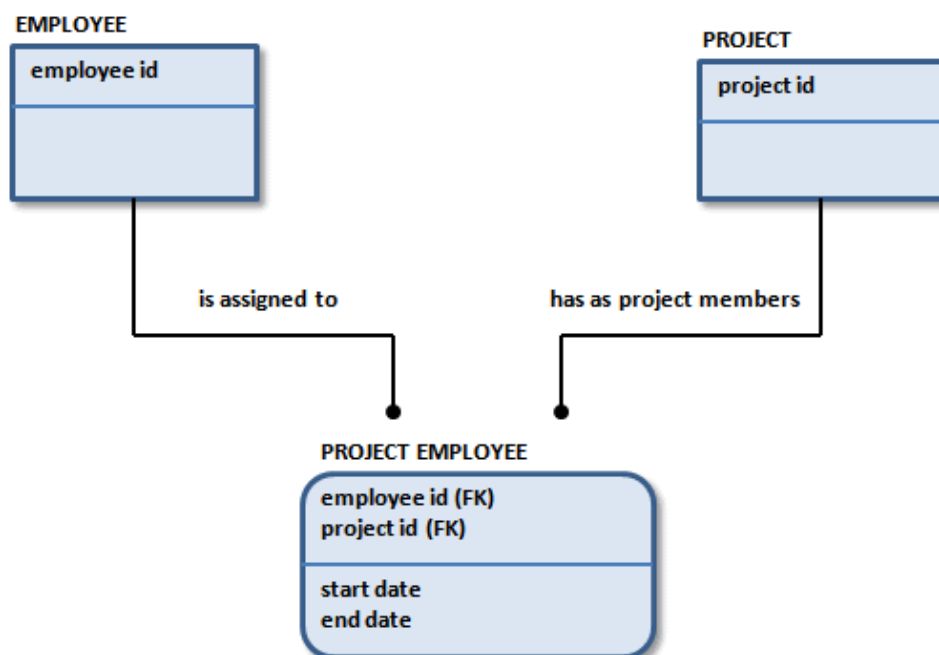 EMPLOYEE
employee id
PROJECT
project id
is assigned to
has as project members
PROJECT EMPLOYEE
employee id (FK)
project id (FK)
start date
end date